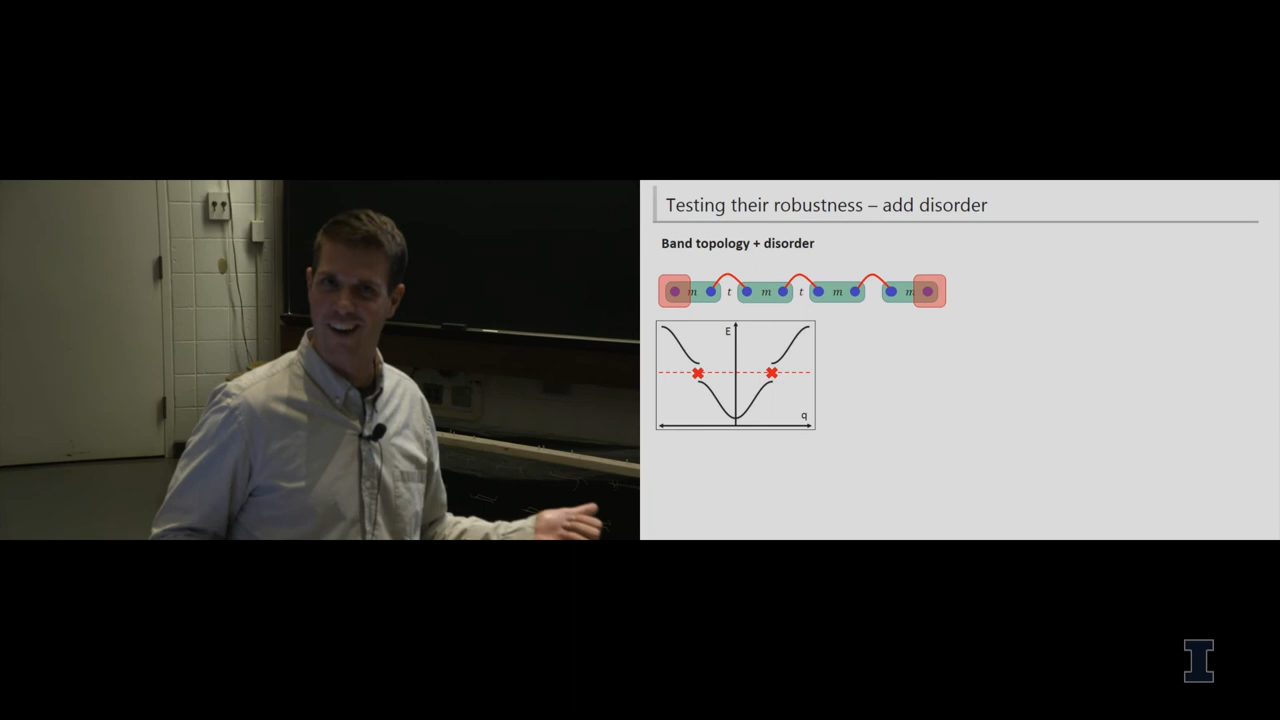 Testing their robustness – add disorder
Band topology + disorder
m t m t m m
E
q
I